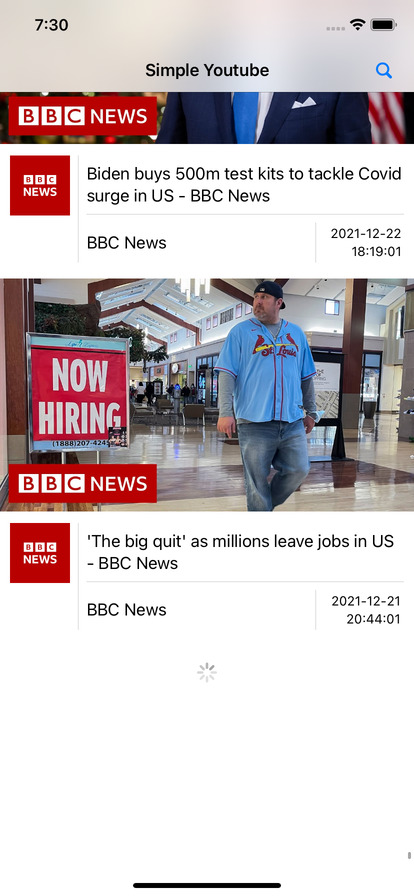 7:30
Simple Youtube
BBC NEWS
BBC
NEWS
Biden buys 500m test kits to tackle Covid
surge in US - BBC News
BBC News
2021-12-22
18:19:01
NOW
HIRING
(1888)207-4245
St. Louis
BBC NEWS
BBC
NEWS
'The big quit' as millions leave jobs in US
- BBC News
BBC News
2021-12-21
20:44:01